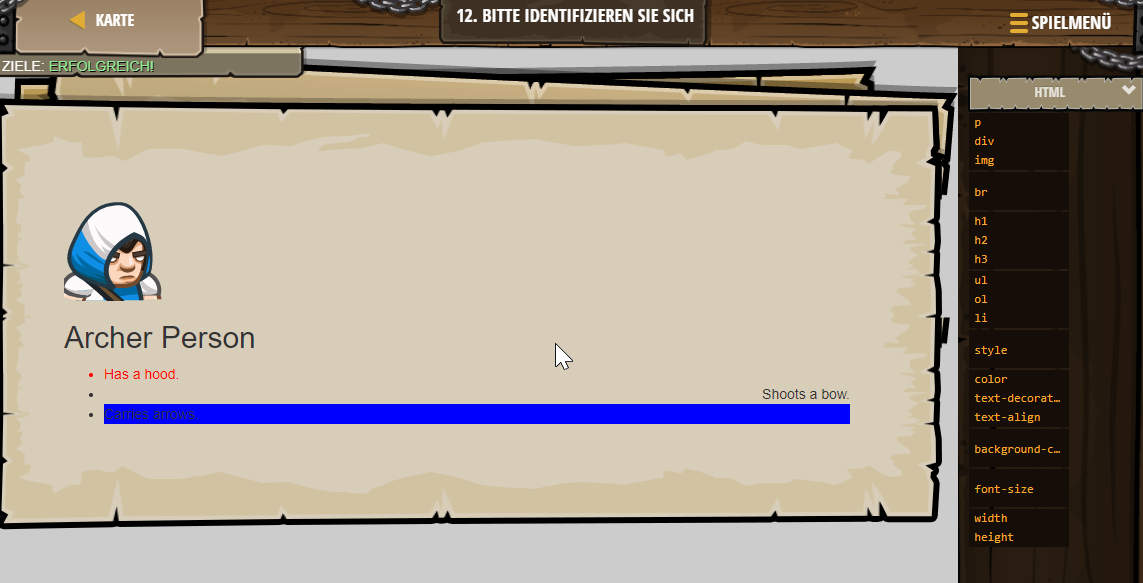 KARTE
12. BITTE IDENTIFIZIEREN SIE SICH
SPIELMENÜ
ZIELE: ERFOLGREICH!
HTML
p
div
img
br
h1
h2
h3
ul
ol
li
style
color
text-decorat…
text-align
background-c…
font-size
width
height
Archer Person
Has a hood.
Shoots a bow.
Carries arrows.